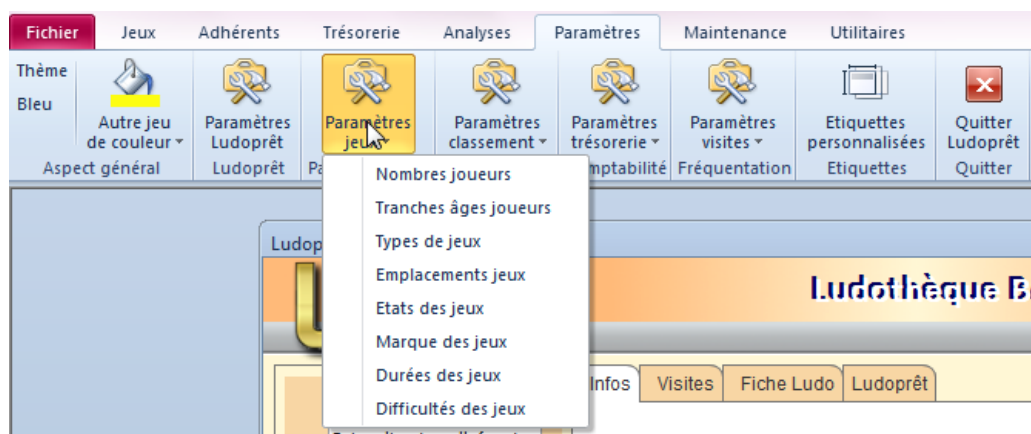 Fichier Jeux Adhérents Trésorerie Analyses Paramètres Maintenance Utilitaires
Thème
Bleu
Autre jeu
de couleur
Paramètres
Ludoprêt
Paramètres
jeux
Paramètres
classement
Paramètres
trésorerie
Paramètres
visites
Etiquettes
personnalisées
Quitter
Ludoprêt
Aspect général Ludoprêt Fréquentation Etiquettes Quitter
Nombres joueurs
Tranches âges joueurs
Types de jeux
Emplacements jeux
Etats des jeux
Marque des jeux
Durées des jeux
Difficultés des jeux
Ludothèque
Infos Visites Fiche Ludo Ludoprêt